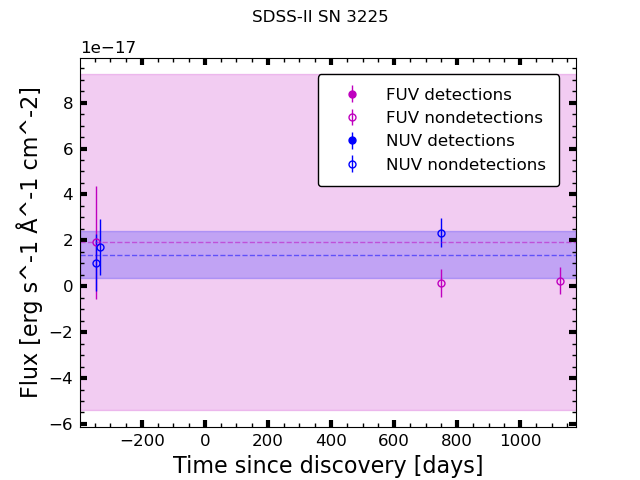 SDSS-II SN 3225
1e−17
FUV detections
FUV nondetections
NUV detections
NUV nondetections
8
6
4
2
0
−2
−4
−6
Flux [erg s^-1 Å^-1 cm^-2]
−200 0 200 400 600 800 1000
Time since discovery [days]